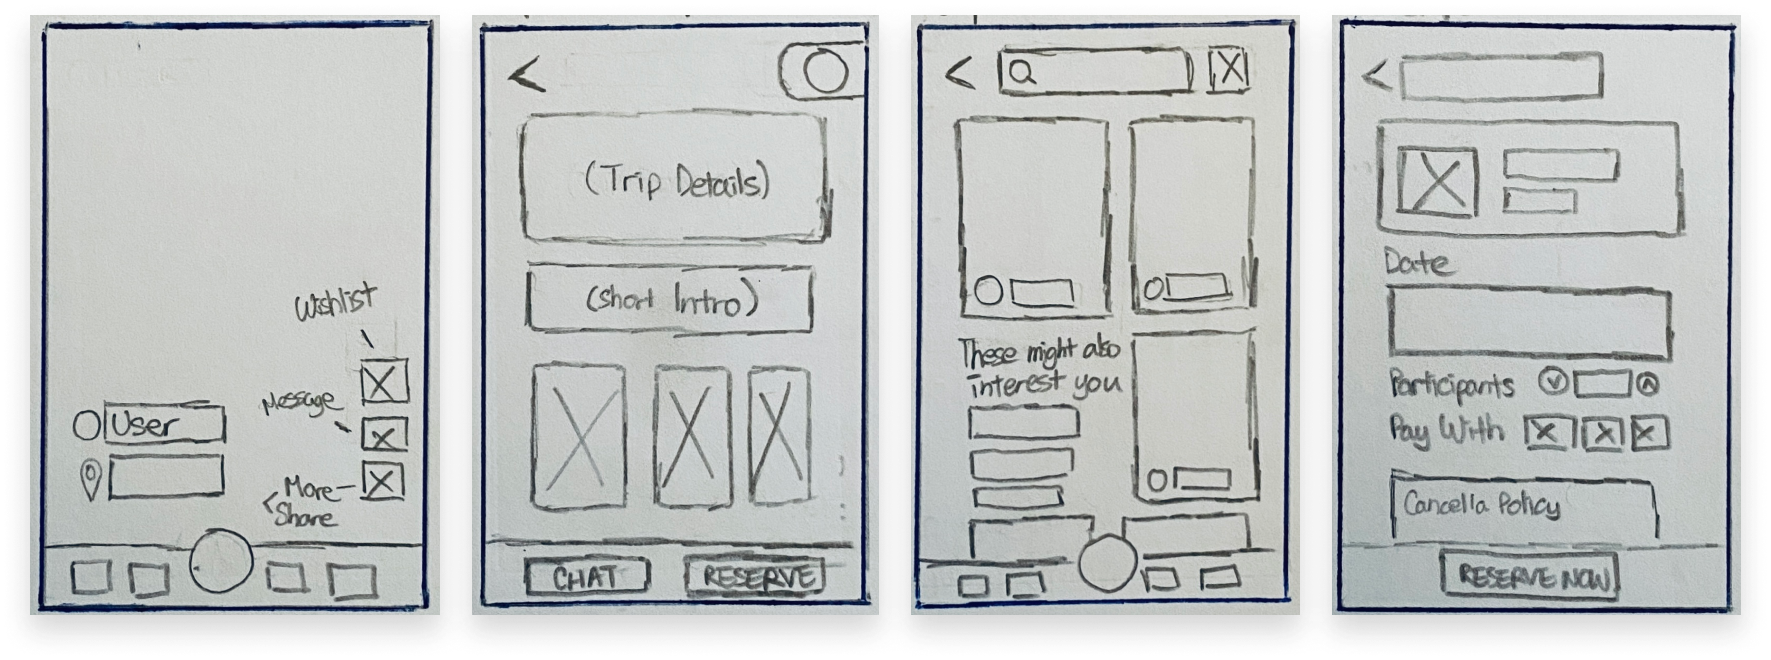 Wishlist
Message
User
More
Share
(Trip Details)
(Short Intro)
CHAT
RESERVE
These might also
interest you
Date
Participants
Pay With
Cancella Policy
RESERVE NOW